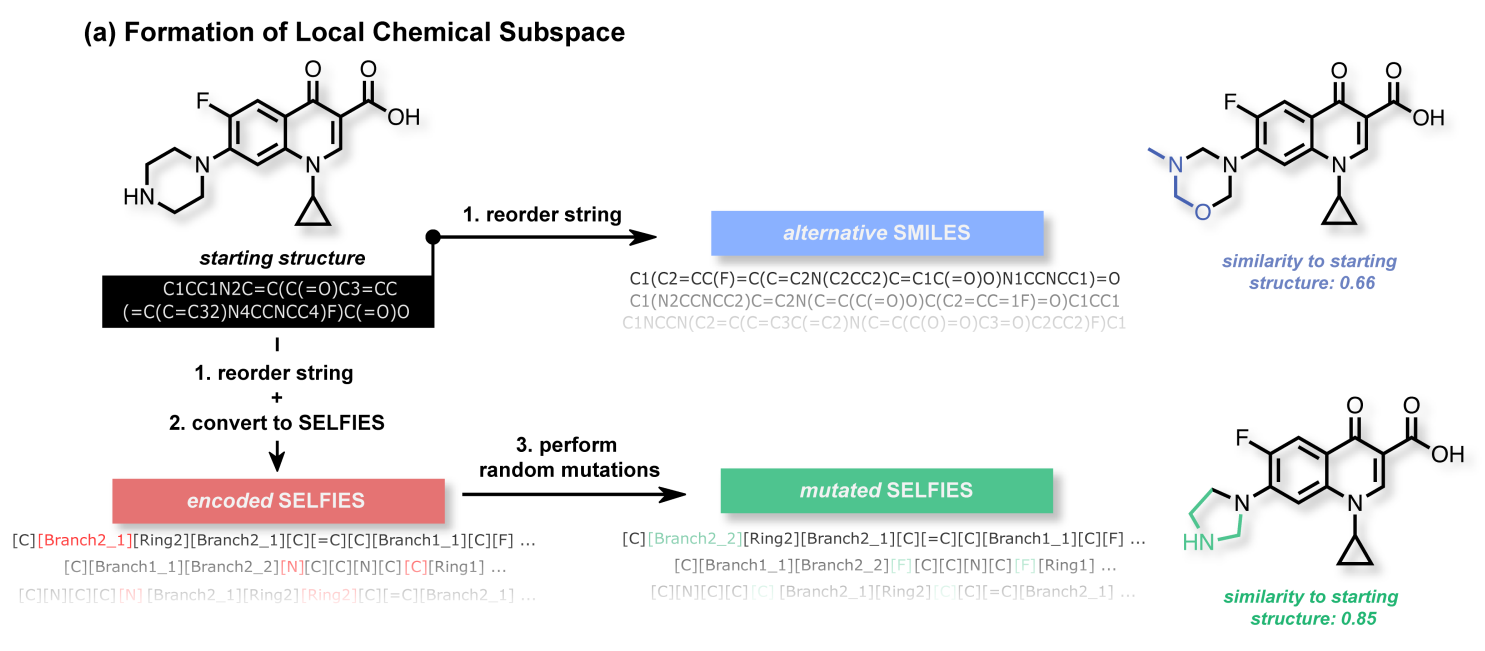 (a) Formation of Local Chemical Subspace
O
O
F
OH
N
N
HN
starting structure
C1CC1N2C=C(C(=O)C3=CC
(=C(C=C32)N4CCNCC4)F)C(=O)O
1. reorder string
alternative SMILES
C1(C2=CC(F)=C(C=C2N(C2CC2)C=C1C(=O)O)N1CCNCC1)=O
C1(N2CCNCC2)C=C2N(C=C(C(=O)O)C(C2=CC=1F)=O)C1CC1
C1NCCN(C2=C(C=C3C(=C2)N(C=C(C(O)=O)C3=O)C2CC2)F)C1
O
O
F
OH
N
N
N
O
similarity to starting
structure: 0.66
1. reorder string
+
2. convert to SELFIES
encoded SELFIES
[C][Branch2_1][Ring2][Branch2_1][C][=C][C][Branch1_1][C][F] ...
[C][Branch1_1][Branch2_2][N][C][C][N][C][C][Ring1] ...
[C][N][C][C][N] [Branch2_1][Ring2][Ring2][C][=C][Branch2_1] ...
3. perform
random mutations
mutated SELFIES
[C][Branch2_2][Ring2][Branch2_1][C][=C][C][Branch1_1][C][F] ...
[C][Branch1_1][Branch2_2][F][C][C][N][C][F][Ring1] ...
[C][N][C][C][C] [Branch2_1][Ring2][C][C][=C][Branch2_1] ...
O
O
F
OH
N
N
HN
similarity to starting
structure: 0.85